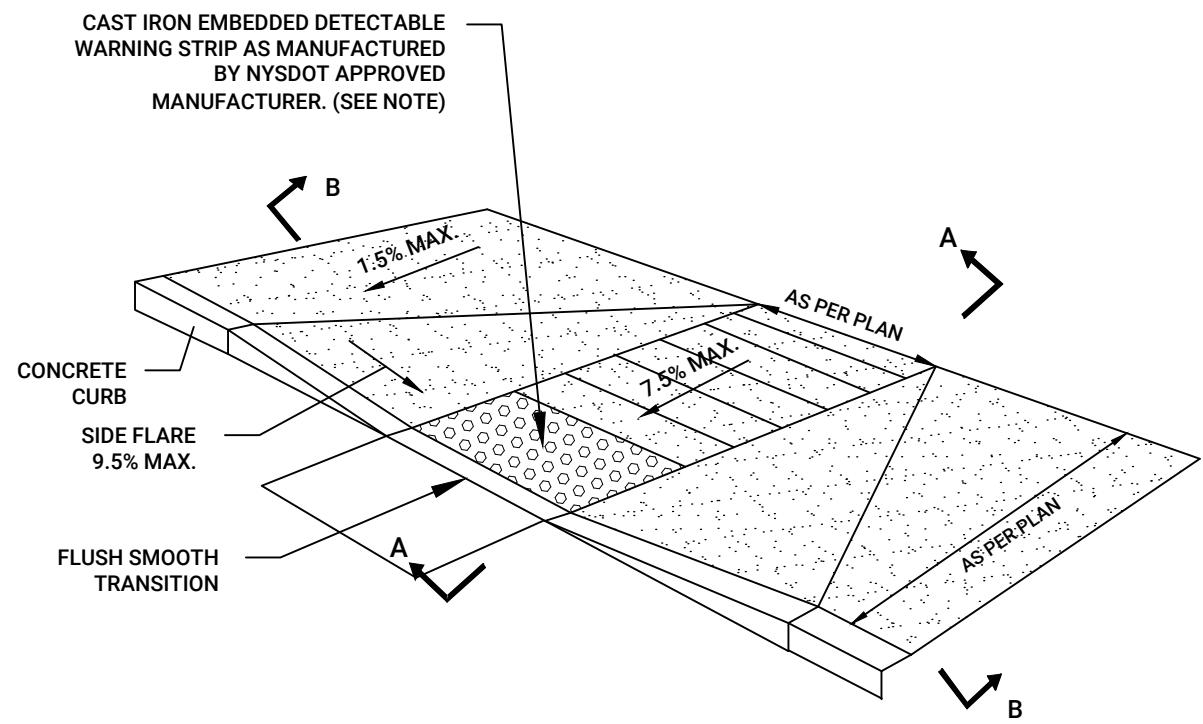 CAST IRON EMBEDDED DETECTABLE
WARNING STRIP AS MANUFACTURED
BY NYSDOT APPROVED
MANUFACTURER. (SEE NOTE)
B
A
1.5% MAX.
AS PER PLAN
7.5% MAX.
CONCRETE
CURB
SIDE FLARE
9.5% MAX.
AS PER PLAN
FLUSH SMOOTH
TRANSITION
A
B